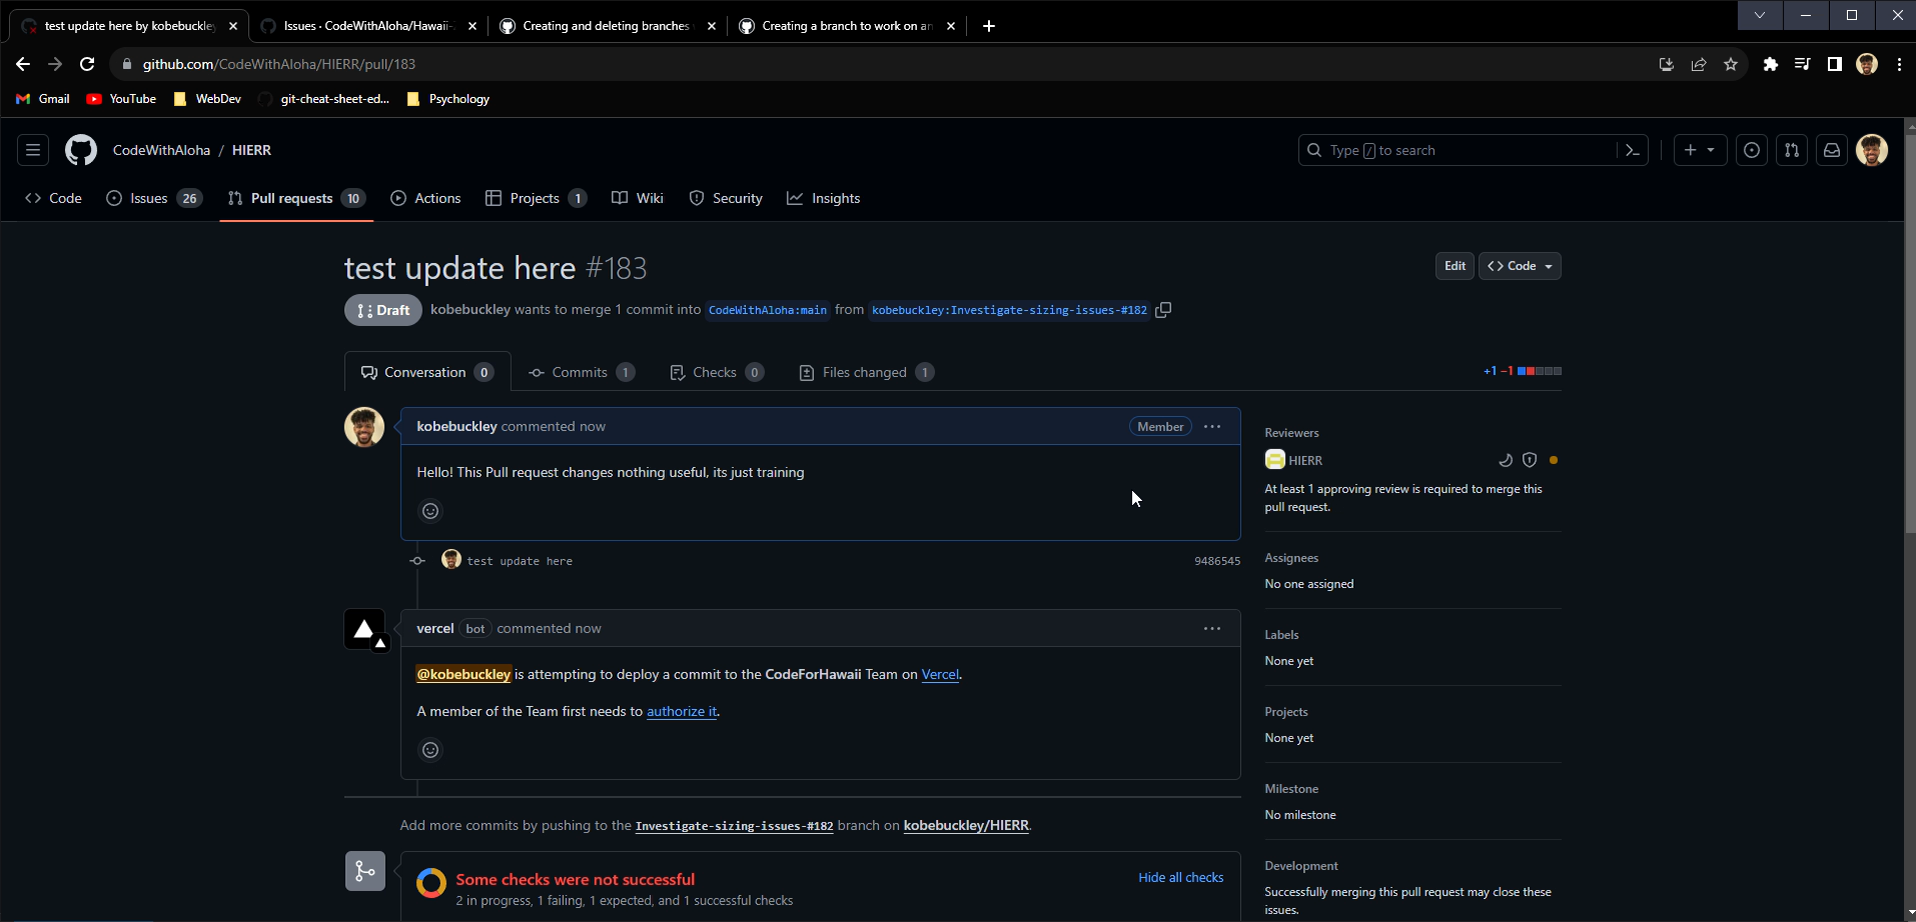 test update here by kobebuckley
Issues · CodeWithAloha/Hawaii-
Creating and deleting branches
Creating a branch to work on an
github.com/CodeWithAloha/HIERR/pull/183
Gmail YouTube WebDev git-cheat-sheet-ed... Psychology
CodeWithAloha / HIERR
Type / to search
Code Issues 26 Pull requests 10 Actions Projects 1 Wiki Security Insights
test update here #183
Edit Code
Draft kobebuckley wants to merge 1 commit into CodeWithAloha:main from kobebuckley:Investigate-sizing-issues-#182
Conversation 0 Commits 1 Checks 0 Files changed 1
+1 −1
kobebuckley commented now Member
Hello! This Pull request changes nothing useful, its just training
test update here 9486545
vercel bot commented now
@kobebuckley is attempting to deploy a commit to the CodeForHawaii Team on Vercel.
A member of the Team first needs to authorize it.
Add more commits by pushing to the Investigate-sizing-issues-#182 branch on kobebuckley/HIERR.
Some checks were not successful
Hide all checks
2 in progress, 1 failing, 1 expected, and 1 successful checks
Reviewers
HIERR
At least 1 approving review is required to merge this
pull request.
Assignees
No one assigned
Labels
None yet
Projects
None yet
Milestone
No milestone
Development
Successfully merging this pull request may close these
issues.